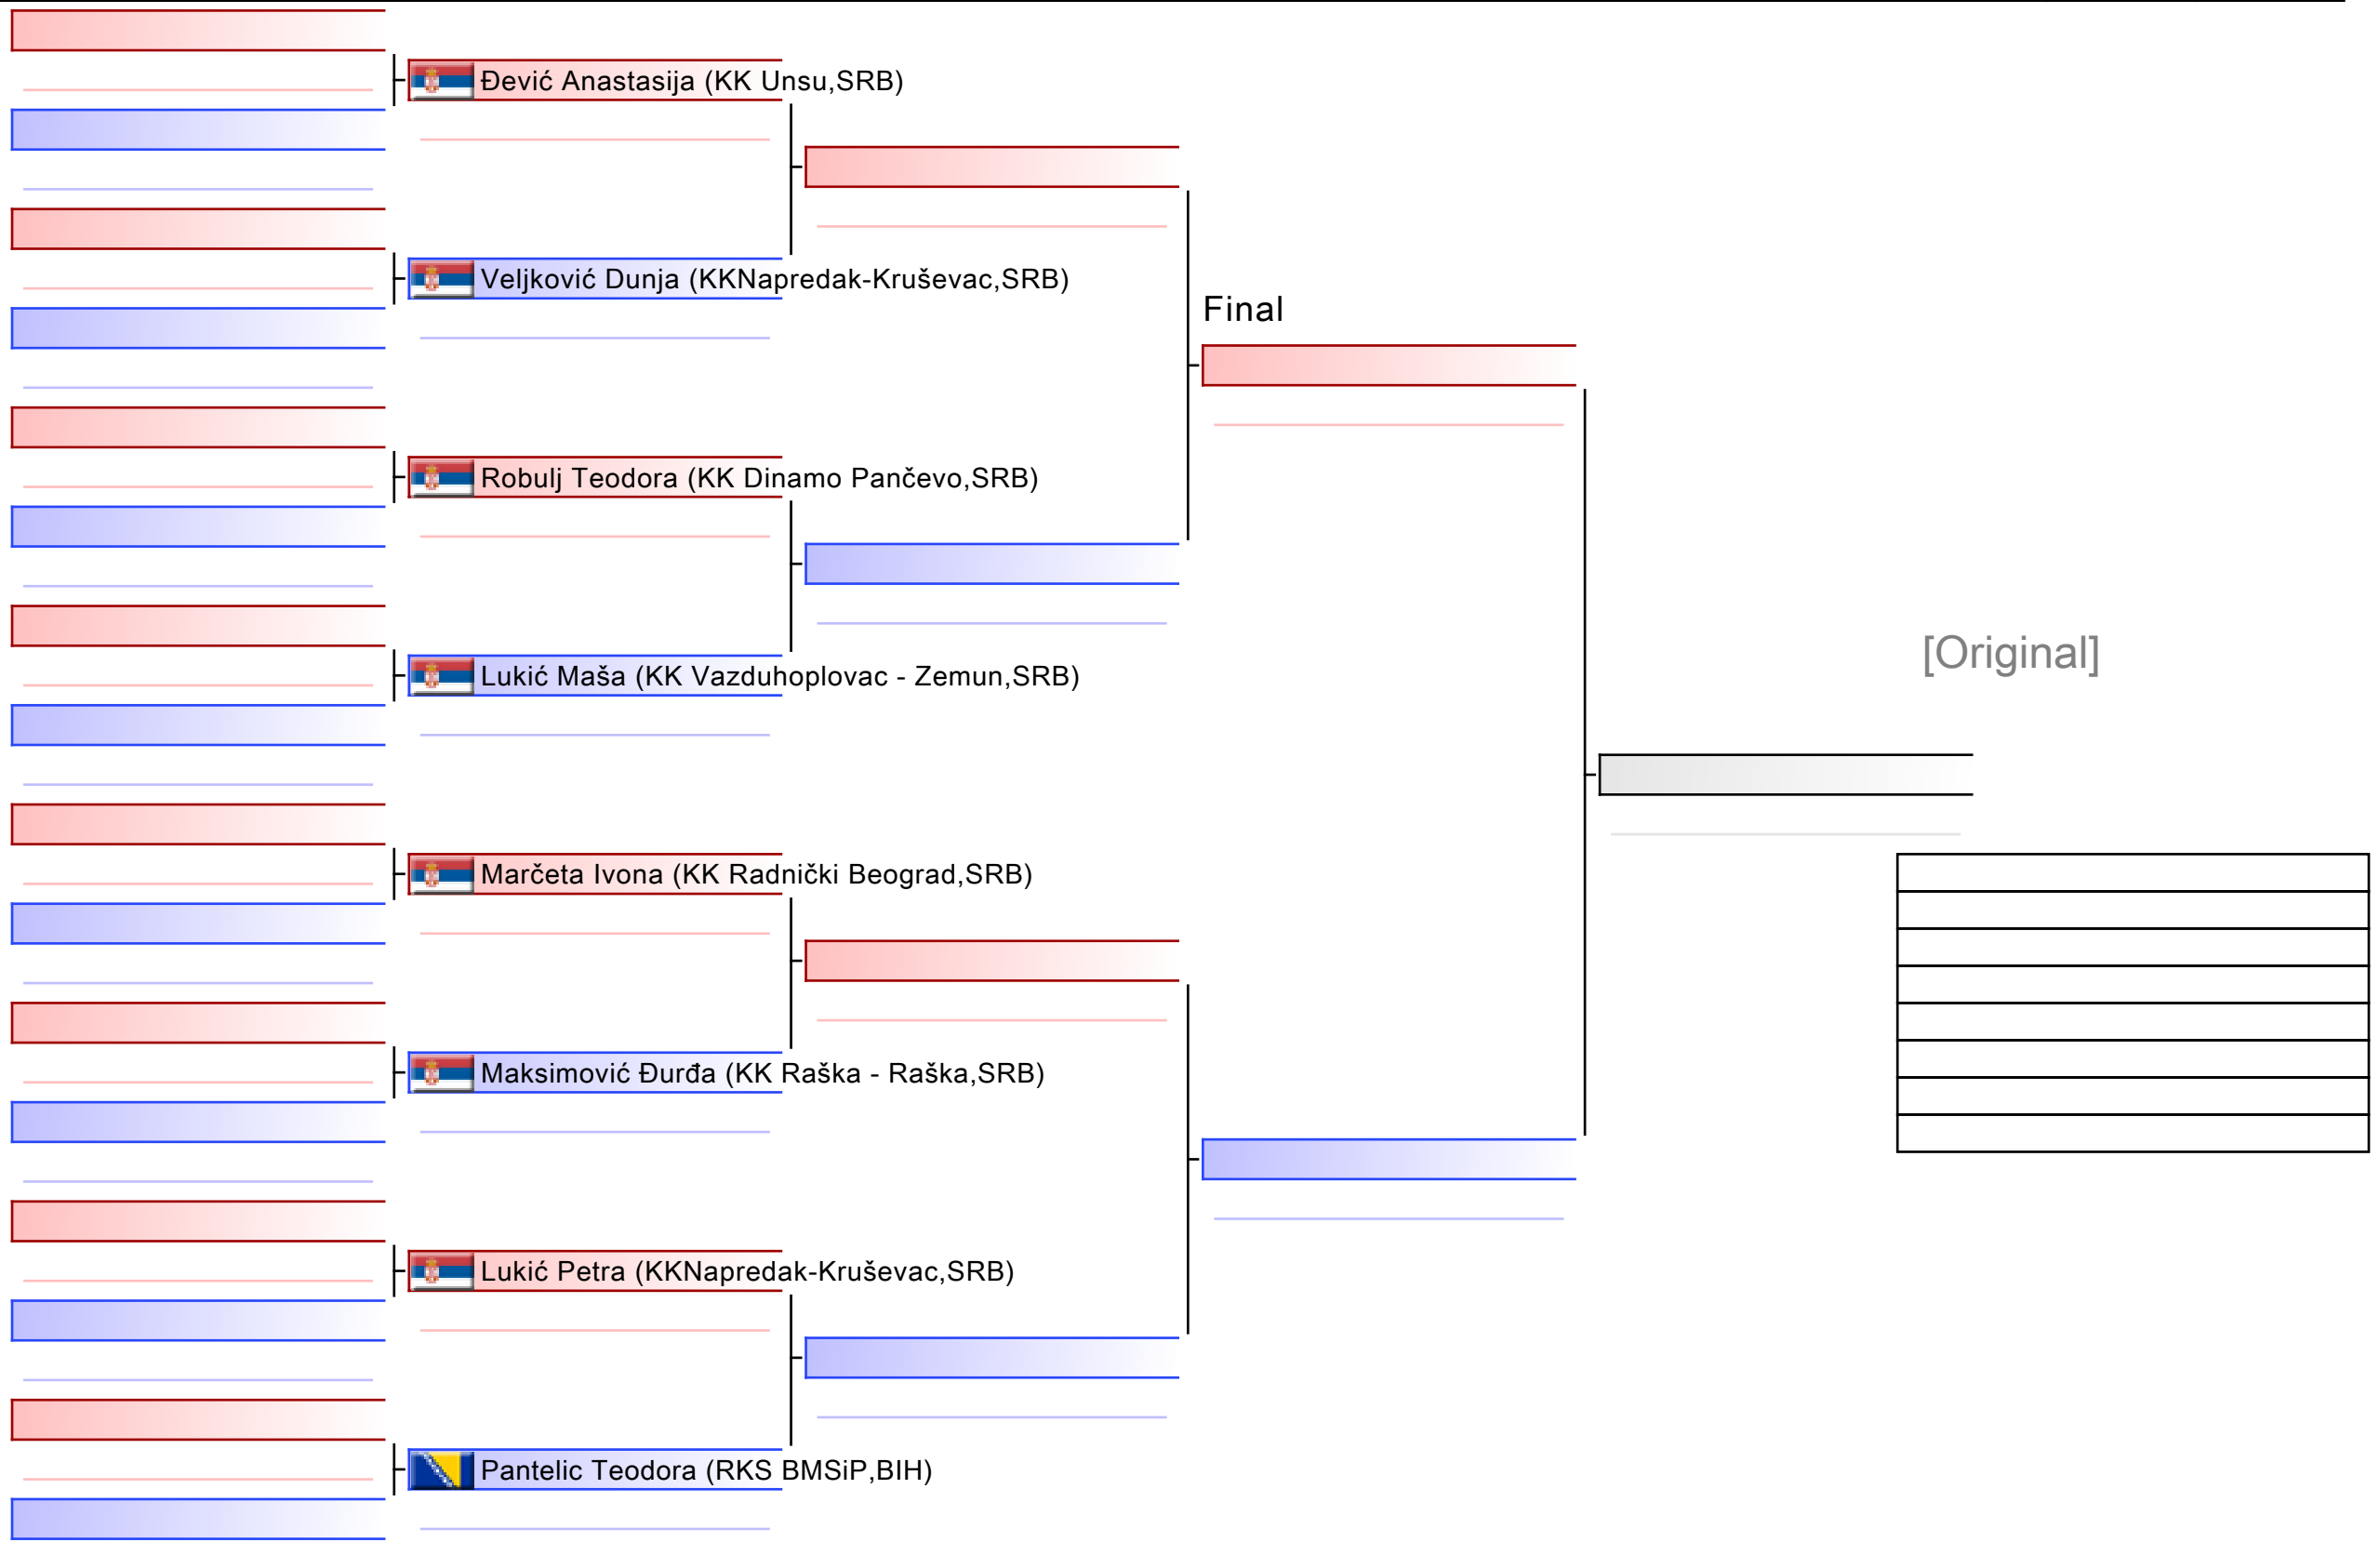 Đević Anastasija (KK Unsu,SRB)
Veljković Dunja (KKNapredak-Kruševac,SRB)
Final
Robulj Teodora (KK Dinamo Pančevo,SRB)
[Original]
Lukić Maša (KK Vazduhoplovac - Zemun,SRB)
Marčeta Ivona (KK Radnički Beograd,SRB)
Maksimović Đurđa (KK Raška - Raška,SRB)
Lukić Petra (KKNapredak-Kruševac,SRB)
Pantelic Teodora (RKS BMSiP,BIH)